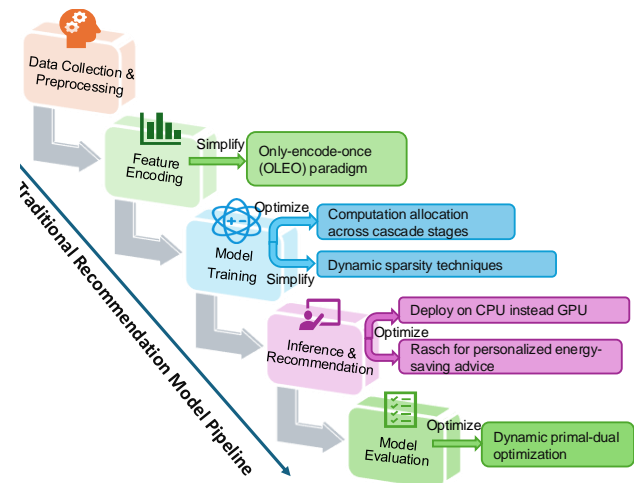 Data Collection &
Preprocessing
Feature
Encoding
Simplify
Only-encode-once
(OLEO) paradigm
Model
Training
Optimize
Computation allocation
across cascade stages
Simplify
Dynamic sparsity techniques
Inference &
Recommendation
Optimize
Deploy on CPU instead GPU
Rasch for personalized energy-
saving advice
Model
Evaluation
Optimize
Dynamic primal-dual
optimization
Traditional Recommendation Model Pipeline